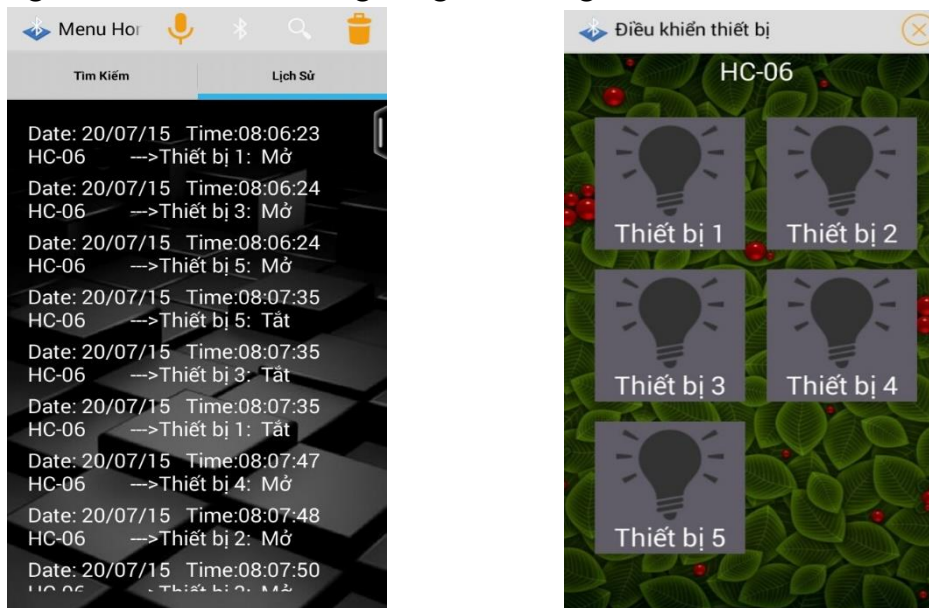 Menu Hor
Tìm Kiếm
Lịch Sử
Date: 20/07/15 Time:08:06:23
HC-06 --->Thiết bị 1: Mở
Date: 20/07/15 Time:08:06:24
HC-06 --->Thiết bị 3: Mở
Date: 20/07/15 Time:08:06:24
HC-06 --->Thiết bị 5: Mở
Date: 20/07/15 Time:08:07:35
HC-06 --->Thiết bị 5: Tắt
Date: 20/07/15 Time:08:07:35
HC-06 --->Thiết bị 3: Tắt
Date: 20/07/15 Time:08:07:35
HC-06 --->Thiết bị 1: Tắt
Date: 20/07/15 Time:08:07:47
HC-06 --->Thiết bị 4: Mở
Date: 20/07/15 Time:08:07:48
HC-06 --->Thiết bị 2: Mở
Date: 20/07/15 Time:08:07:50
Điều khiển thiết bị
HC-06
Thiết bị 1
Thiết bị 2
Thiết bị 3
Thiết bị 4
Thiết bị 5